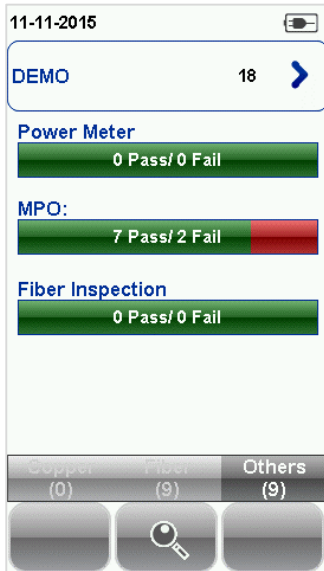 11-11-2015
DEMO 18
Power Meter
0 Pass/ 0 Fail
MPO:
7 Pass/ 2 Fail
Fiber Inspection
0 Pass/ 0 Fail
Copper Fiber Others
(0) (9) (9)